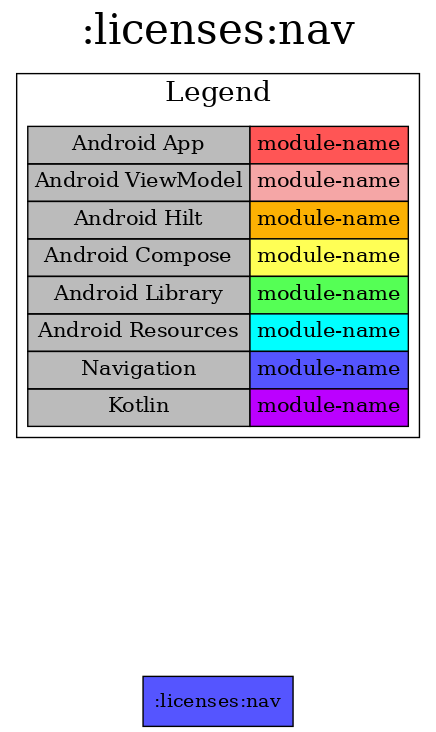 :licenses:nav
Legend
Android App module-name
Android ViewModel module-name
Android Hilt module-name
Android Compose module-name
Android Library module-name
Android Resources module-name
Navigation module-name
Kotlin module-name
:licenses:nav